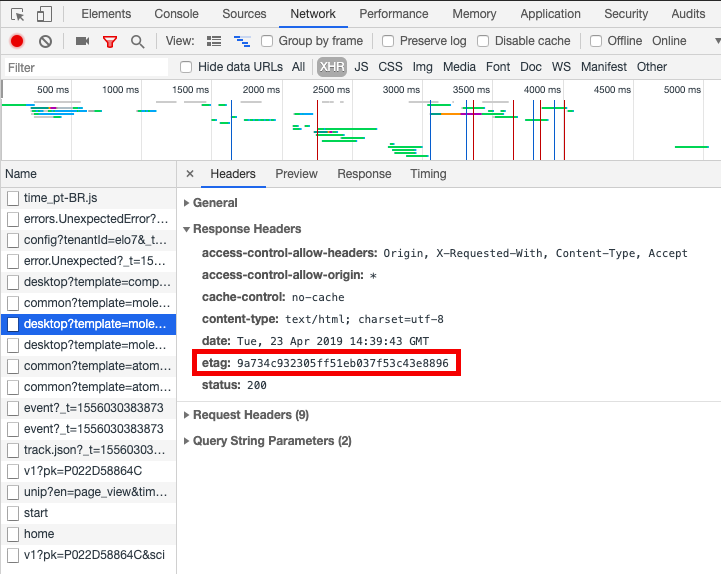 Elements Console Sources Network Performance Memory Application Security Audits
View: Group by frame Preserve log Disable cache Offline Online
Filter Hide data URLs All XHR JS CSS Img Media Font Doc WS Manifest Other
500 ms 1000 ms 1500 ms 2000 ms 2500 ms 3000 ms 3500 ms 4000 ms 4500 ms 5000 ms
Name
× Headers Preview Response Timing
time_pt-BR.js
errors.UnexpectedError?…
config?tenantId=elo7&_t…
error.Unexpected?_t=15…
desktop?template=comp…
common?template=mole…
desktop?template=mole…
desktop?template=mole…
common?template=atom…
common?template=atom…
event?_t=1556030383873
event?_t=1556030383873
track.json?_t=15560303…
v1?pk=P022D58864C
unip?en=page_view&tim…
start
home
v1?pk=P022D58864C&sci
General
Response Headers
access-control-allow-headers: Origin, X-Requested-With, Content-Type, Accept
access-control-allow-origin: *
cache-control: no-cache
content-type: text/html; charset=utf-8
date: Tue, 23 Apr 2019 14:39:43 GMT
etag: 9a734c932305ff51eb037f53c43e8896
status: 200
Request Headers (9)
Query String Parameters (2)